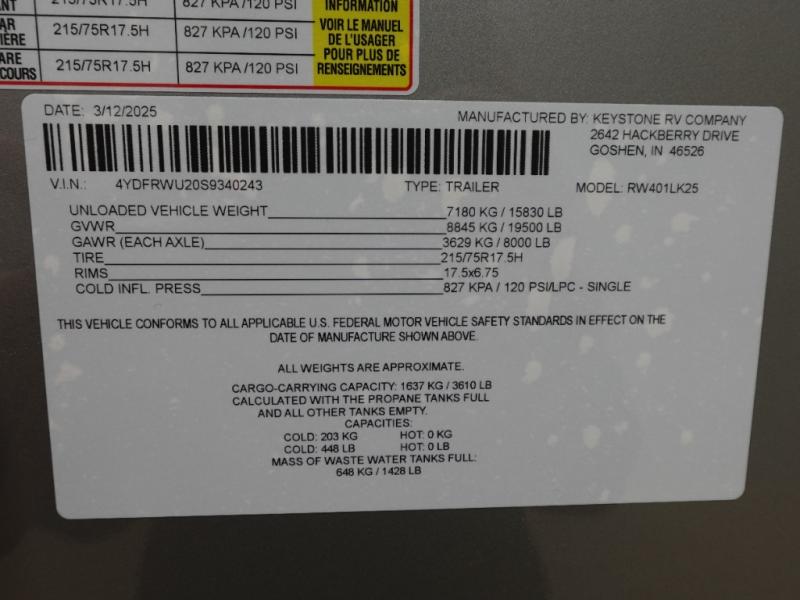 INFORMATION
215/75R17.5H 827 KPA /120 PSI
VOIR LE MANUEL
DE L'USAGER
POUR PLUS DE
RENSEIGNEMENTS
215/75R17.5H 827 KPA /120 PSI
215/75R17.5H 827 KPA /120 PSI
DATE: 3/12/2025
MANUFACTURED BY: KEYSTONE RV COMPANY
2642 HACKBERRY DRIVE
GOSHEN, IN 46526
V.I.N.: 4YDFRWU20S9340243 TYPE: TRAILER MODEL: RW401LK25
UNLOADED VEHICLE WEIGHT 7180 KG / 15830 LB
GVWR 8845 KG / 19500 LB
GAWR (EACH AXLE) 3629 KG / 8000 LB
TIRE 215/75R17.5H
RIMS 17.5x6.75
COLD INFL. PRESS 827 KPA / 120 PSI/LPC - SINGLE
THIS VEHICLE CONFORMS TO ALL APPLICABLE U.S. FEDERAL MOTOR VEHICLE SAFETY STANDARDS IN EFFECT ON THE
DATE OF MANUFACTURE SHOWN ABOVE.
ALL WEIGHTS ARE APPROXIMATE.
CARGO-CARRYING CAPACITY: 1637 KG / 3610 LB
CALCULATED WITH THE PROPANE TANKS FULL
AND ALL OTHER TANKS EMPTY.
CAPACITIES:
COLD: 203 KG HOT: 0 KG
COLD: 448 LB HOT: 0 LB
MASS OF WASTE WATER TANKS FULL:
648 KG / 1428 LB